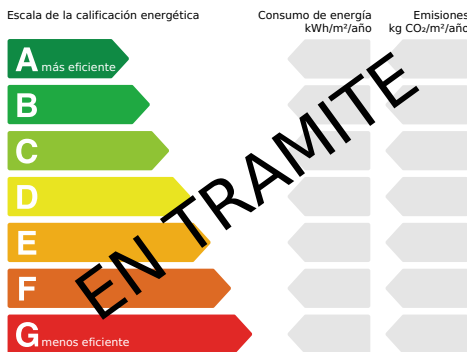 Escala de la calificación energética
Consumo de energía
kWh/m²/año
Emisiones
kg CO₂/m²/año
A más eficiente
B
C
D
E
F
G menos eficiente
EN TRAMITE